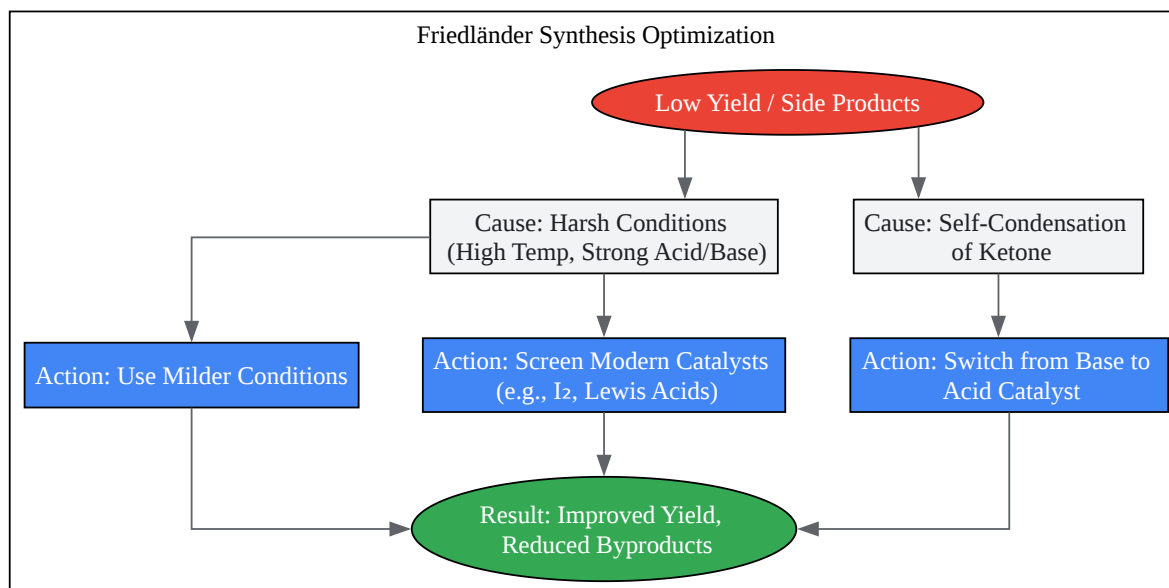 Friedländer Synthesis Optimization
Low Yield / Side Products
Cause: Harsh Conditions
(High Temp, Strong Acid/Base)
Cause: Self-Condensation
of Ketone
Action: Use Milder Conditions
Action: Screen Modern Catalysts
(e.g., I₂, Lewis Acids)
Action: Switch from Base to
Acid Catalyst
Result: Improved Yield,
Reduced Byproducts